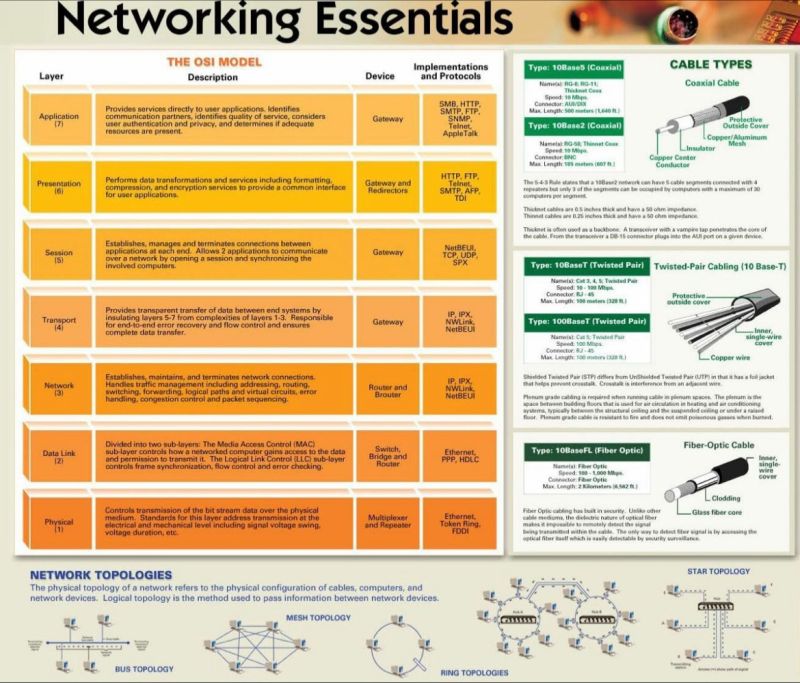 Networking Essentials
THE OSI MODEL
Layer
Description
Device
Implementations
and Protocols
Application
(7)
Provides services directly to user applications. Identifies
communication partners, identifies quality of service, considers
user authentication and privacy, and determines if adequate
resources are present.
Gateway
SMB, HTTP,
SMTP, FTP,
SNMP,
Telnet,
AppleTalk
Presentation
(6)
Performs data transformations and services including formatting,
compression, and encryption services to provide a common interface
for user applications.
Gateway and
Redirectors
HTTP, FTP,
Telnet,
SMTP, AFP,
TDI
Session
(5)
Establishes, manages and terminates connections between
applications at each end. Allows 2 applications to communicate
over a network by opening a session and synchronizing the
involved computers.
Gateway
NetBEUI,
TCP, UDP,
SPX
Transport
(4)
Provides transparent transfer of data between end systems by
insulating layers 5-7 from complexities of layers 1-3. Responsible
for end-to-end error recovery and flow control and ensures
complete data transfer.
Gateway
IP, IPX,
NWLink,
NetBEUI
Network
(3)
Establishes, maintains, and terminates network connections.
Handles traffic management including addressing, routing,
switching, forwarding, logical paths and virtual circuits, error
handling, congestion control and packet sequencing.
Router and
Brouter
IP, IPX,
NWLink,
NetBEUI
Data Link
(2)
Divided into two sub-layers: The Media Access Control (MAC)
sub-layer controls how a networked computer gains access to the data
and permission to transmit it. The Logical Link Control (LLC) sub-layer
controls frame synchronization, flow control and error checking.
Switch,
Bridge and
Router
Ethernet,
PPP, HDLC
Physical
(1)
Controls transmission of the bit stream data over the physical
medium. Standards for this layer address transmission at the
electrical and mechanical level including signal voltage swing,
voltage duration, etc.
Multiplexer
and Repeater
Ethernet,
Token Ring,
FDDI
CABLE TYPES
Type: 10Base5 (Coaxial)
Name(s): RG-8; RG-11;
Thicknet Coax
Speed: 10 Mbps.
Connector: AUI/DIX
Max. Length: 500 meters (1,640 ft.)
Type: 10Base2 (Coaxial)
Name(s): RG-58; Thinnet Coax
Speed: 10 Mbps.
Connector: BNC
Max. Length: 185 meters (607 ft.)
Coaxial Cable
Protective
Outside Cover
Copper/Aluminum
Mesh
Insulator
Copper Center
Conductor
The 5-4-3 Rule states that a 10Base2 network can have 5 cable segments connected with 4
repeaters but only 3 of the segments can be occupied by computers with a maximum of 30
computers per segment.
Thicknet cables are 0.5 inches thick and have a 50 ohm impedance.
Thinnet cables are 0.25 inches thick and have a 50 ohm impedance.
Thicknet is often used as a backbone. A transceiver with a vampire tap penetrates the core of
the cable. From the transceiver a DB-15 connector plugs into the AUI port on a given device.
Type: 10BaseT (Twisted Pair)
Name(s): Cat 3, 4, 5; Twisted Pair
Speed: 10 - 100 Mbps.
Connector: RJ - 45
Max. Length: 100 meters (328 ft.)
Type: 100BaseT (Twisted Pair)
Name(s): Cat 5; Twisted Pair
Speed: 100 Mbps.
Connector: RJ - 45
Max. Length: 100 meters (328 ft.)
Twisted-Pair Cabling (10 Base-T)
Protective
outside cover
Inner,
single-wire
cover
Copper wire
Shielded Twisted Pair (STP) differs from UnShielded Twisted Pair (UTP) in that it has a foil jacket
that helps prevent crosstalk. Crosstalk is interference from an adjacent wire.
Plenum grade cabling is required when running cable in plenum spaces. The plenum is the
space between building floors that is used for air circulation in heating and air conditioning
systems, typically between the structural ceiling and the suspended ceiling or under a raised
floor. Plenum grade cable is resistant to fire and does not emit poisonous gasses when burned.
Type: 10BaseFL (Fiber Optic)
Name(s): Fiber Optic
Speed: 100 - 1,000 Mbps.
Connector: Fiber Optic
Max. Length: 2 Kilometers (6,562 ft.)
Fiber-Optic Cable
Inner,
single-
wire
cover
Clodding
Glass fiber core
Fiber Optic cabling has built in security. Unlike other
cable mediums, the dielectric nature of optical fiber
makes it impossible to remotely detect the signal
being transmitted within the cable. The only way to detect fiber signal is by accessing the
optical fiber itself which is easily detectable by security surveillance.
NETWORK TOPOLOGIES
The physical topology of a network refers to the physical configuration of cables, computers, and
network devices. Logical topology is the method used to pass information between network devices.
BUS TOPOLOGY
MESH TOPOLOGY
RING TOPOLOGIES
STAR TOPOLOGY
Hub